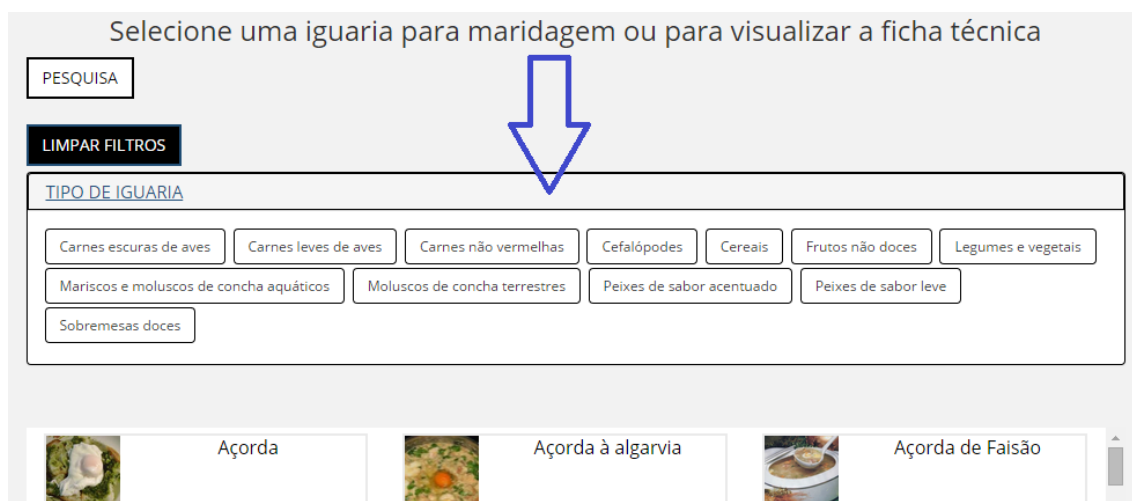 Selecione uma iguaria para maridagem ou para visualizar a ficha técnica
PESQUISA
LIMPAR FILTROS
TIPO DE IGUARIA
Carnes escuras de aves Carnes leves de aves Carnes não vermelhas Cefalópodes Cereais Frutos não doces Legumes e vegetais
Mariscos e moluscos de concha aquáticos Moluscos de concha terrestres Peixes de sabor acentuado Peixes de sabor leve
Sobremesas doces
Açorda Açorda à algarvia Açorda de Faisão